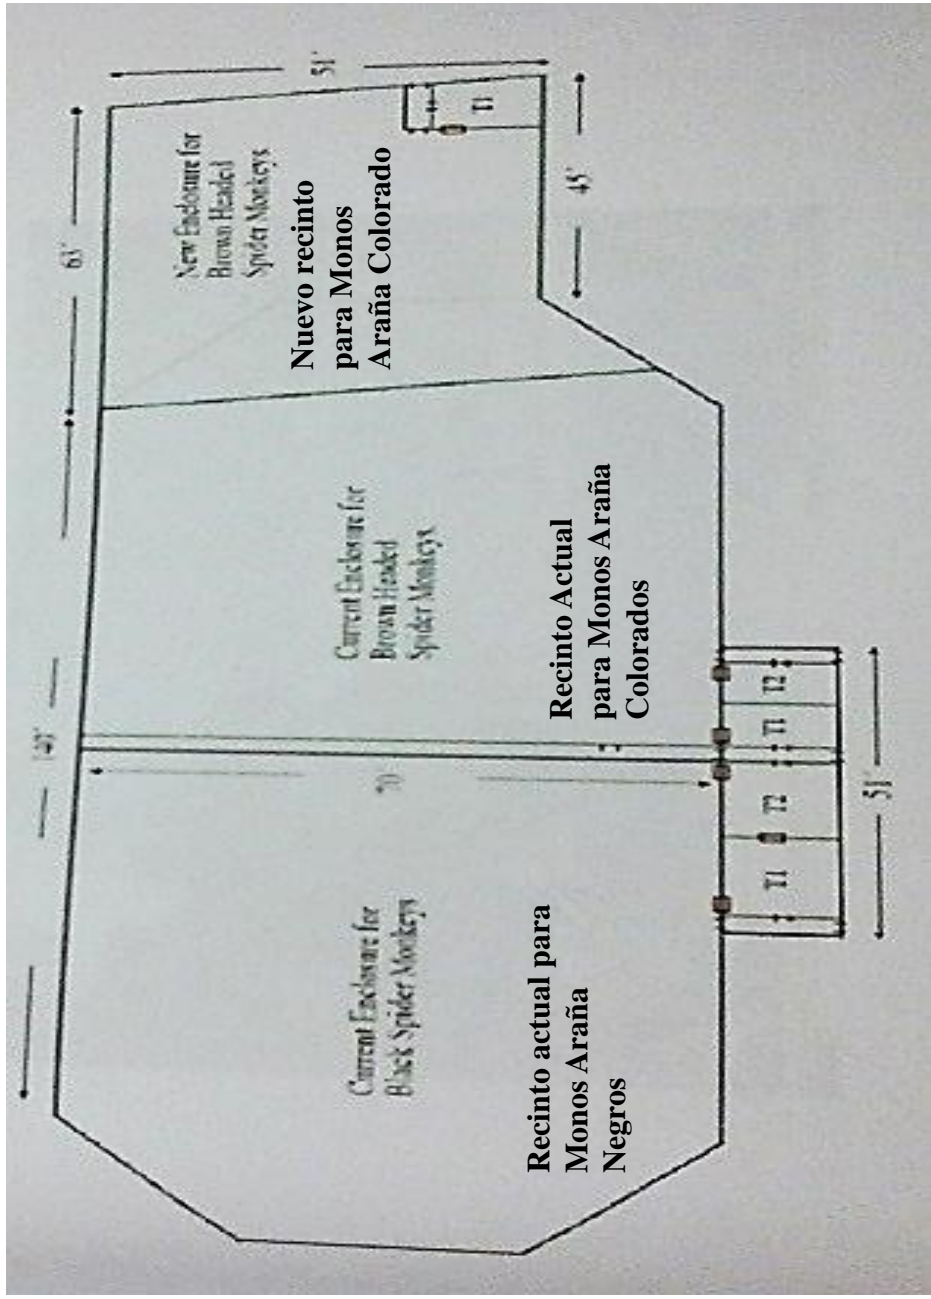 63'
51'
New Enclosure for
Brown Headed
Spider Monkeys
Nuevo recinto
para Monos
Araña Colorado
T1
45'
140'
Current Enclosure for
Brown Headed
Spider Monkeys
Recinto Actual
para Monos Araña
Colorados
70'
Current Enclosure for
Black Spider Monkeys
Recinto actual para
Monos Araña
Negros
T1
T2
T1
T2
51'